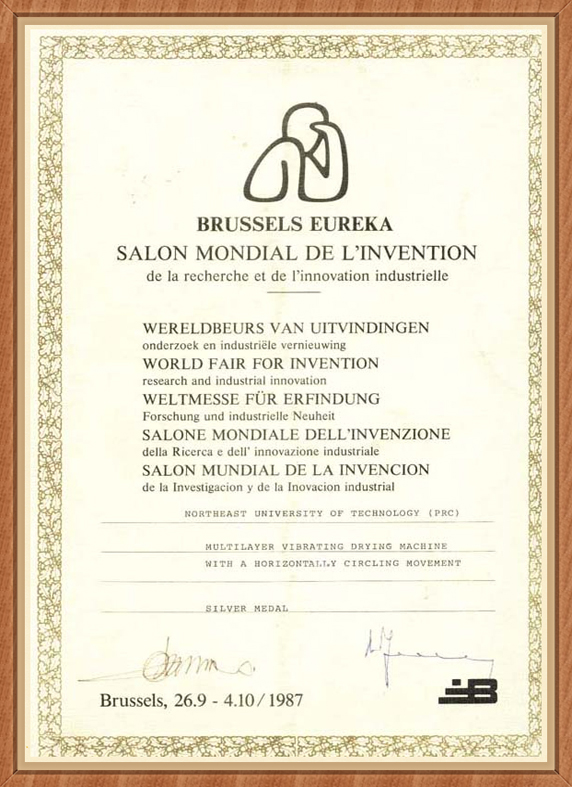 BRUSSELS EUREKA
SALON MONDIAL DE L'INVENTION
de la recherche et de l'innovation industrielle
WERELDBEURS VAN UITVINDINGEN
onderzoek en industriële vernieuwing
WORLD FAIR FOR INVENTION
research and industrial innovation
WELTMESSE FÜR ERFINDUNG
Forschung und industrielle Neuheit
SALONE MONDIALE DELL'INVENZIONE
della Ricerca e dell' innovazione industriale
SALON MUNDIAL DE LA INVENCION
de la Investigacion y de la Inovacion industrial
NORTHEAST UNIVERSITY OF TECHNOLOGY (PRC)
MULTILAYER VIBRATING DRYING MACHINE
WITH A HORIZONTALLY CIRCLING MOVEMENT
SILVER MEDAL
Brussels, 26.9 - 4.10/1987